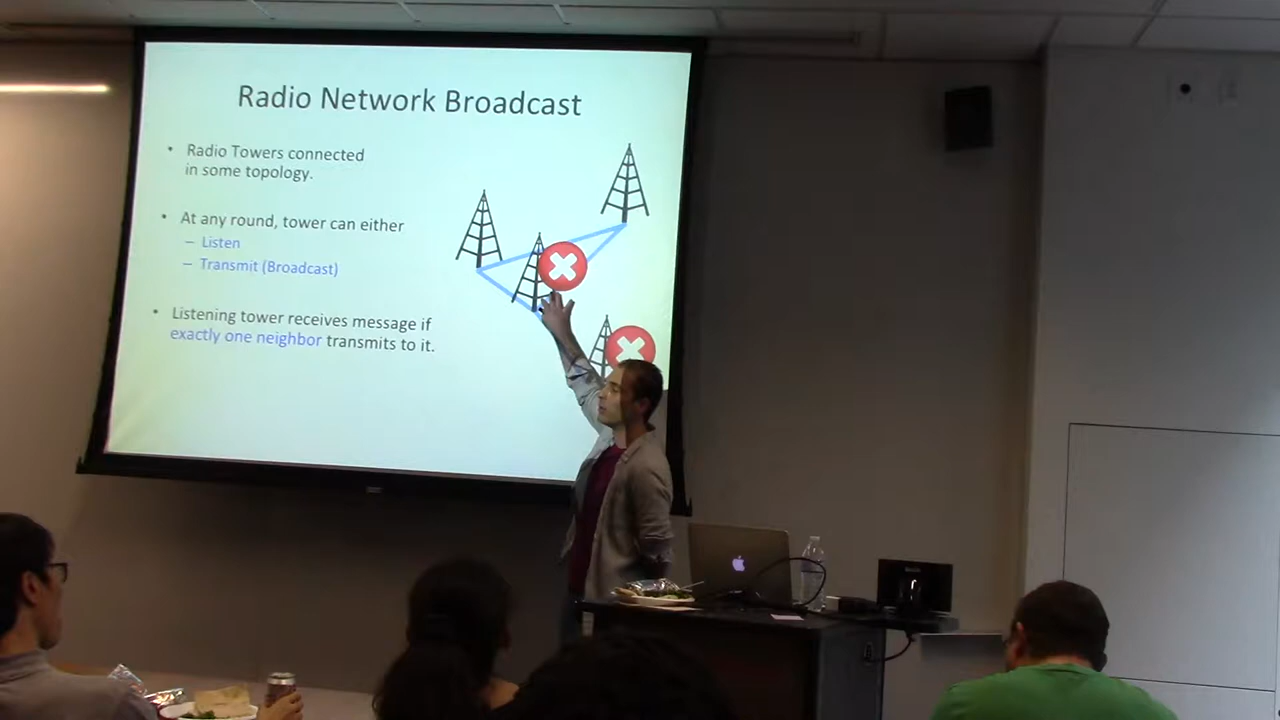 Radio Network Broadcast
• Radio Towers connected
in some topology.
• At any round, tower can either
– Listen
– Transmit (Broadcast)
• Listening tower receives message if
exactly one neighbor transmits to it.